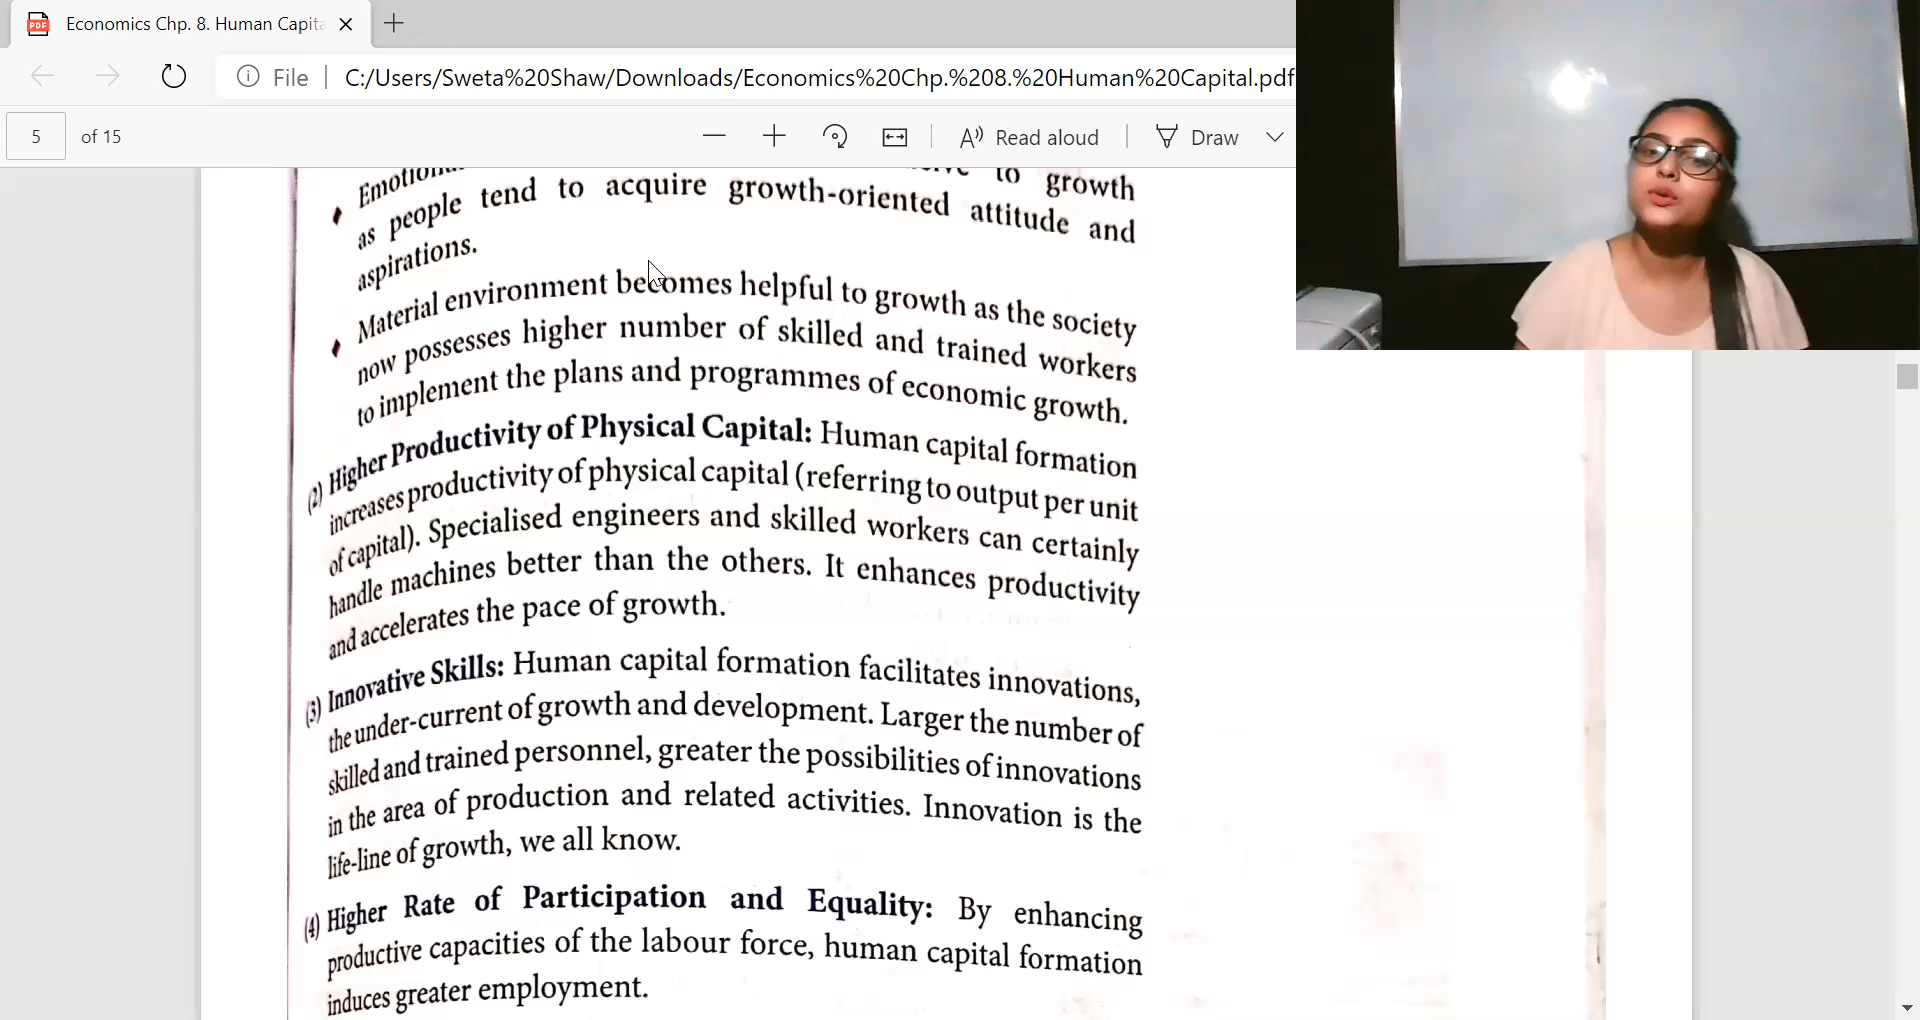 PDF
Economics Chp. 8. Human Capita
File
C:/Users/Sweta%20Shaw/Downloads/Economics%20Chp.%208.%20Human%20Capital.pdf
5 of 15
Read aloud
Draw
to growth
as people tend to acquire growth-oriented attitude and
aspirations.
Material environment becomes helpful to growth as the society
now possesses higher number of skilled and trained workers
to implement the plans and programmes of economic growth.
(2) Higher Productivity of Physical Capital: Human capital formation
increases productivity of physical capital (referring to output per unit
of capital). Specialised engineers and skilled workers can certainly
handle machines better than the others. It enhances productivity
and accelerates the pace of growth.
(3) Innovative Skills: Human capital formation facilitates innovations,
the under-current of growth and development. Larger the number of
skilled and trained personnel, greater the possibilities of innovations
in the area of production and related activities. Innovation is the
life-line of growth, we all know.
(4) Higher Rate of Participation and Equality: By enhancing
productive capacities of the labour force, human capital formation
induces greater employment.